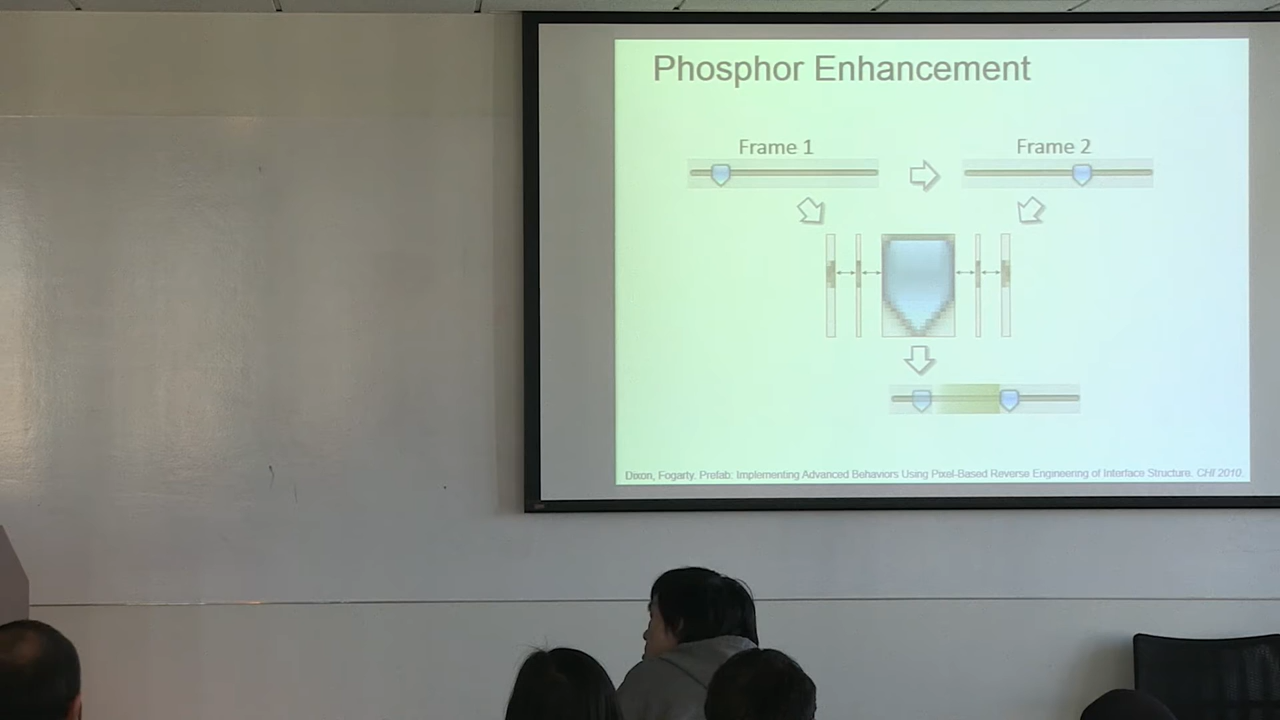 Phosphor Enhancement
Frame 1
Frame 2
Dixon, Fogarty. Prefab: Implementing Advanced Behaviors Using Pixel-Based Reverse Engineering of Interface Structure. CHI 2010.